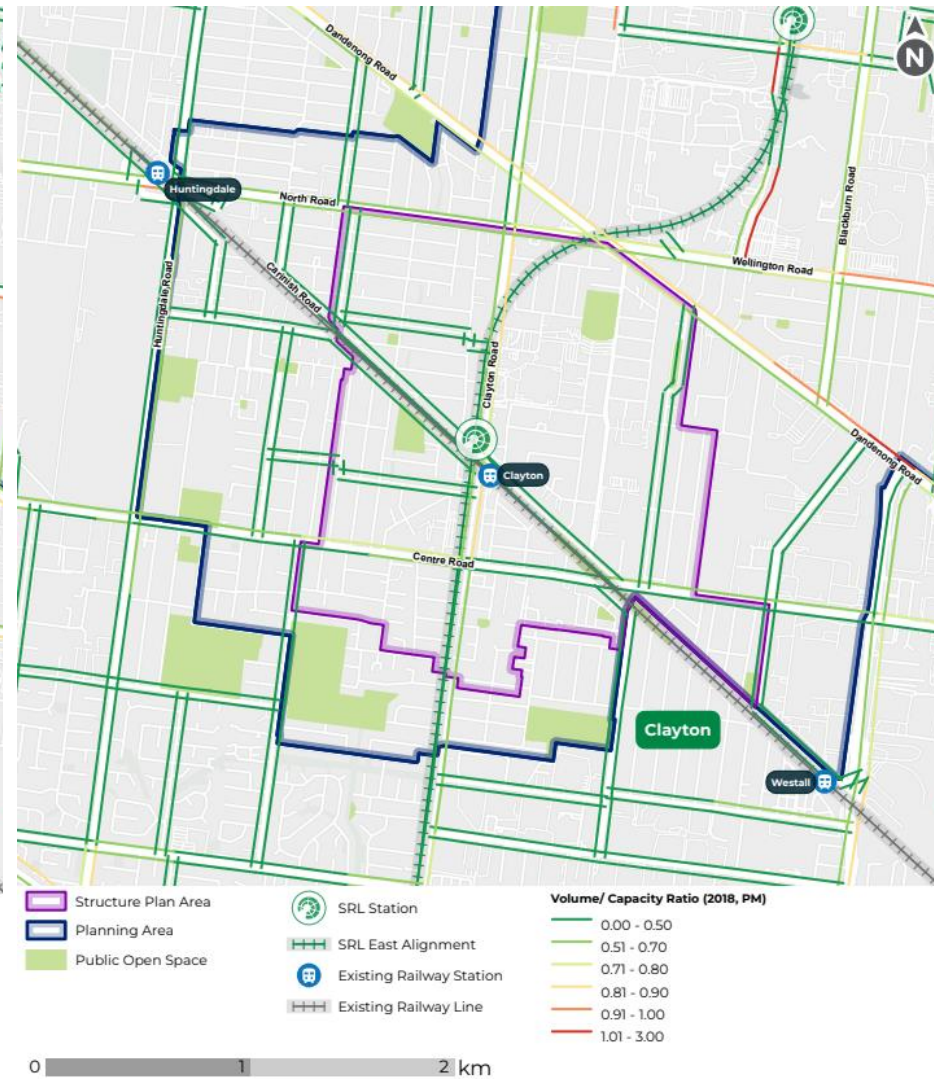 Dandenong Road
N
Huntingdale
North Road
Blackburn Road
Wellington Road
Carinish Road
Huntingdale Road
Clayton Road
Dandenong Road
Clayton
Centre Road
Clayton
Westall
Structure Plan Area
Planning Area
Public Open Space
SRL Station
SRL East Alignment
Existing Railway Station
Existing Railway Line
Volume/ Capacity Ratio (2018, PM)
0.00 - 0.50
0.51 - 0.70
0.71 - 0.80
0.81 - 0.90
0.91 - 1.00
1.01 - 3.00
0 1 2 km